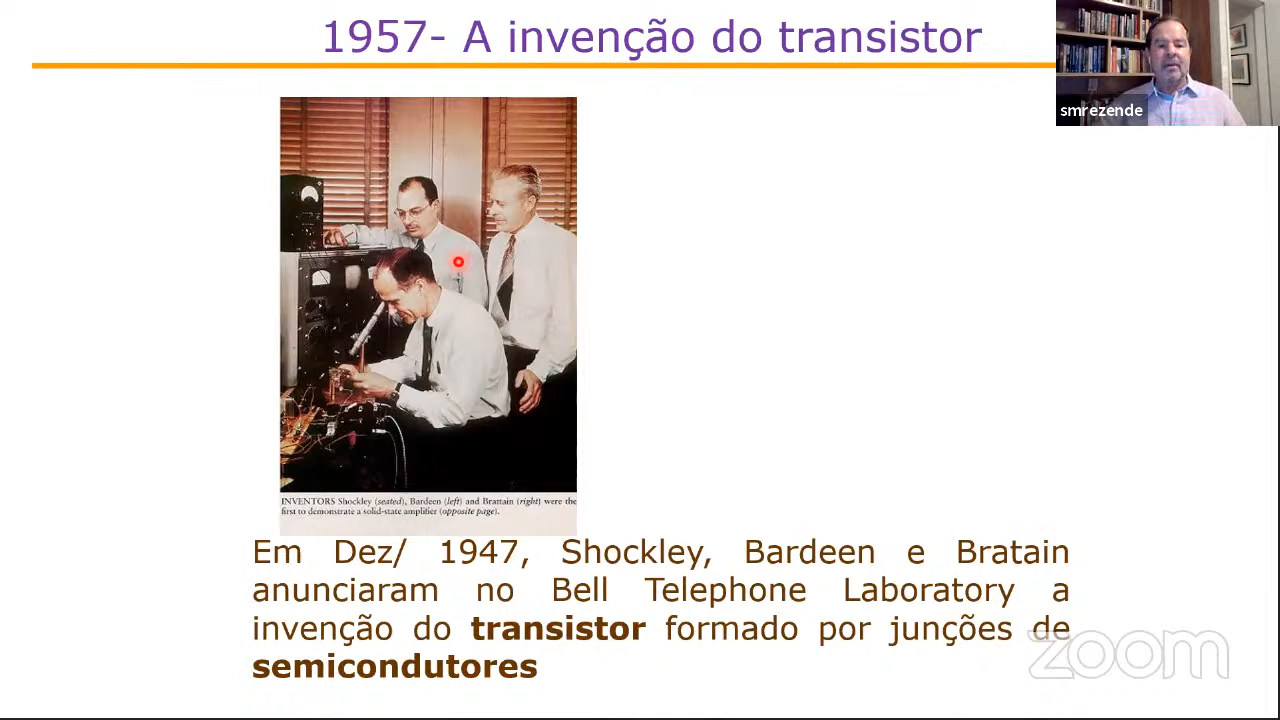 1957- A invenção do transistor
smrezende
INVENTORS Shockley (seated), Bardeen (left) and Brattain (right) were the
first to demonstrate a solid-state amplifier (opposite page).
Em Dez/ 1947, Shockley, Bardeen e Bratain
anunciaram no Bell Telephone Laboratory a
invenção do transistor formado por junções de
semicondutores
zoom